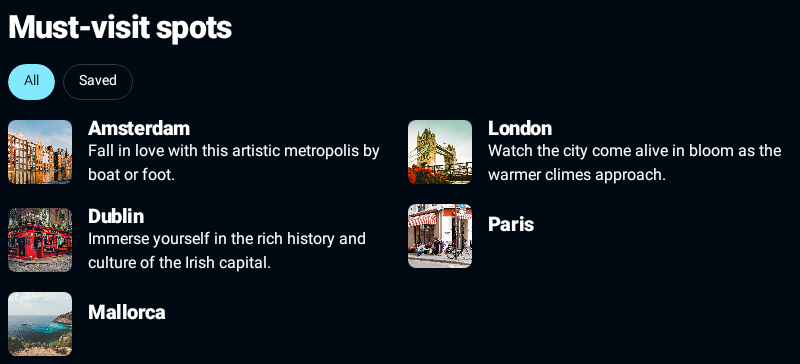 Must-visit spots
All
Saved
Amsterdam
Fall in love with this artistic metropolis by
boat or foot.
London
Watch the city come alive in bloom as the
warmer climes approach.
Dublin
Immerse yourself in the rich history and
culture of the Irish capital.
Paris
Mallorca